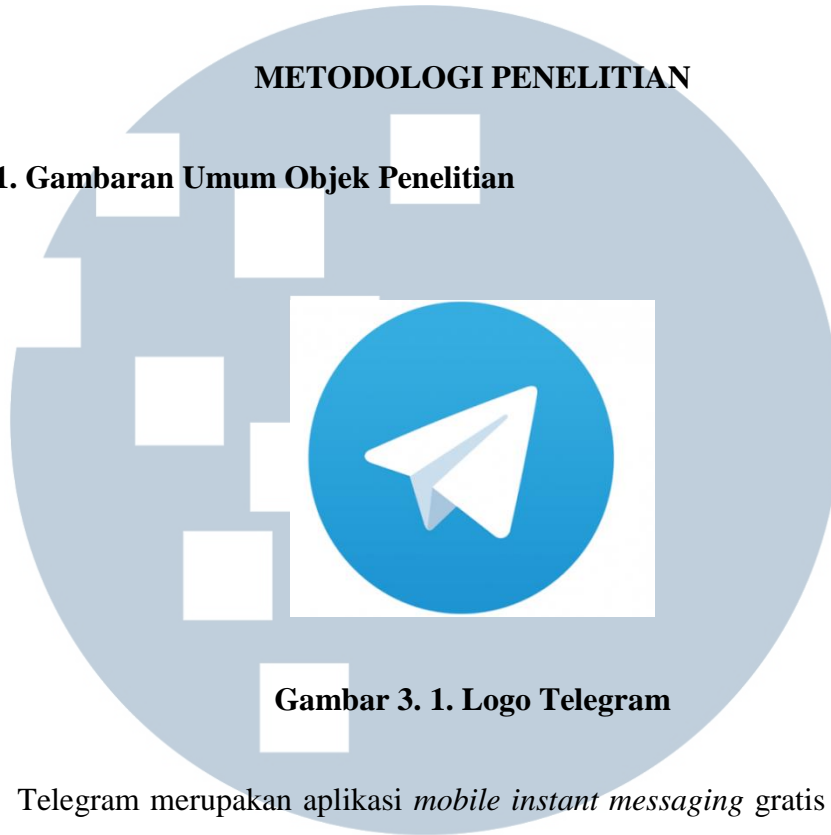 METODOLOGI PENELITIAN
1. Gambaran Umum Objek Penelitian
Gambar 3. 1. Logo Telegram
Telegram merupakan aplikasi mobile instant messaging gratis